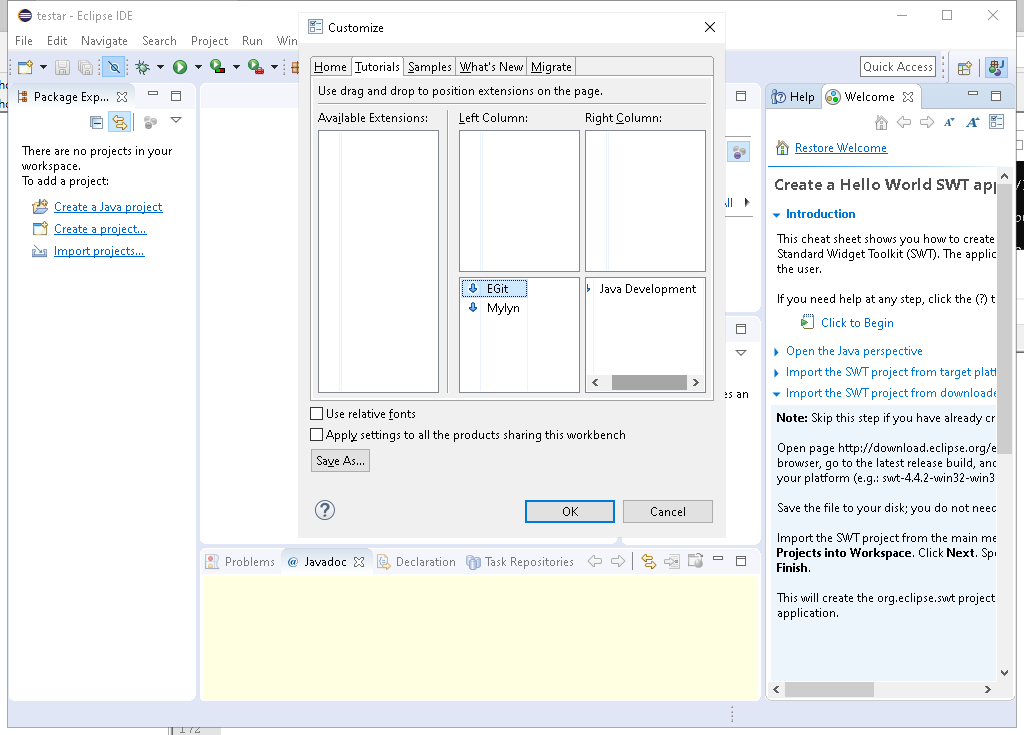 testar - Eclipse IDE
File Edit Navigate Search Project Run Win
Quick Access
Package Exp...
There are no projects in your
workspace.
To add a project:
Create a Java project
Create a project...
Import projects...
Customize
Home Tutorials Samples What's New Migrate
Use drag and drop to position extensions on the page.
Available Extensions: Left Column: Right Column:
EGit
Mylyn
Java Development
Use relative fonts
Apply settings to all the products sharing this workbench
Save As...
OK Cancel
es an
Problems @ Javadoc Declaration Task Repositories
Help Welcome
Restore Welcome
Create a Hello World SWT app
Introduction
This cheat sheet shows you how to create
Standard Widget Toolkit (SWT). The applic
the user.
If you need help at any step, click the (?) t
Click to Begin
Open the Java perspective
Import the SWT project from target platf
Import the SWT project from downloade
Note: Skip this step if you have already cr
Open page http://download.eclipse.org/e
browser, go to the latest release build, and
your platform (e.g.: swt-4.4.2-win32-win3
Save the file to your disk; you do not need
Import the SWT project from the main me
Projects into Workspace. Click Next. Spe
Finish.
This will create the org.eclipse.swt project
application.